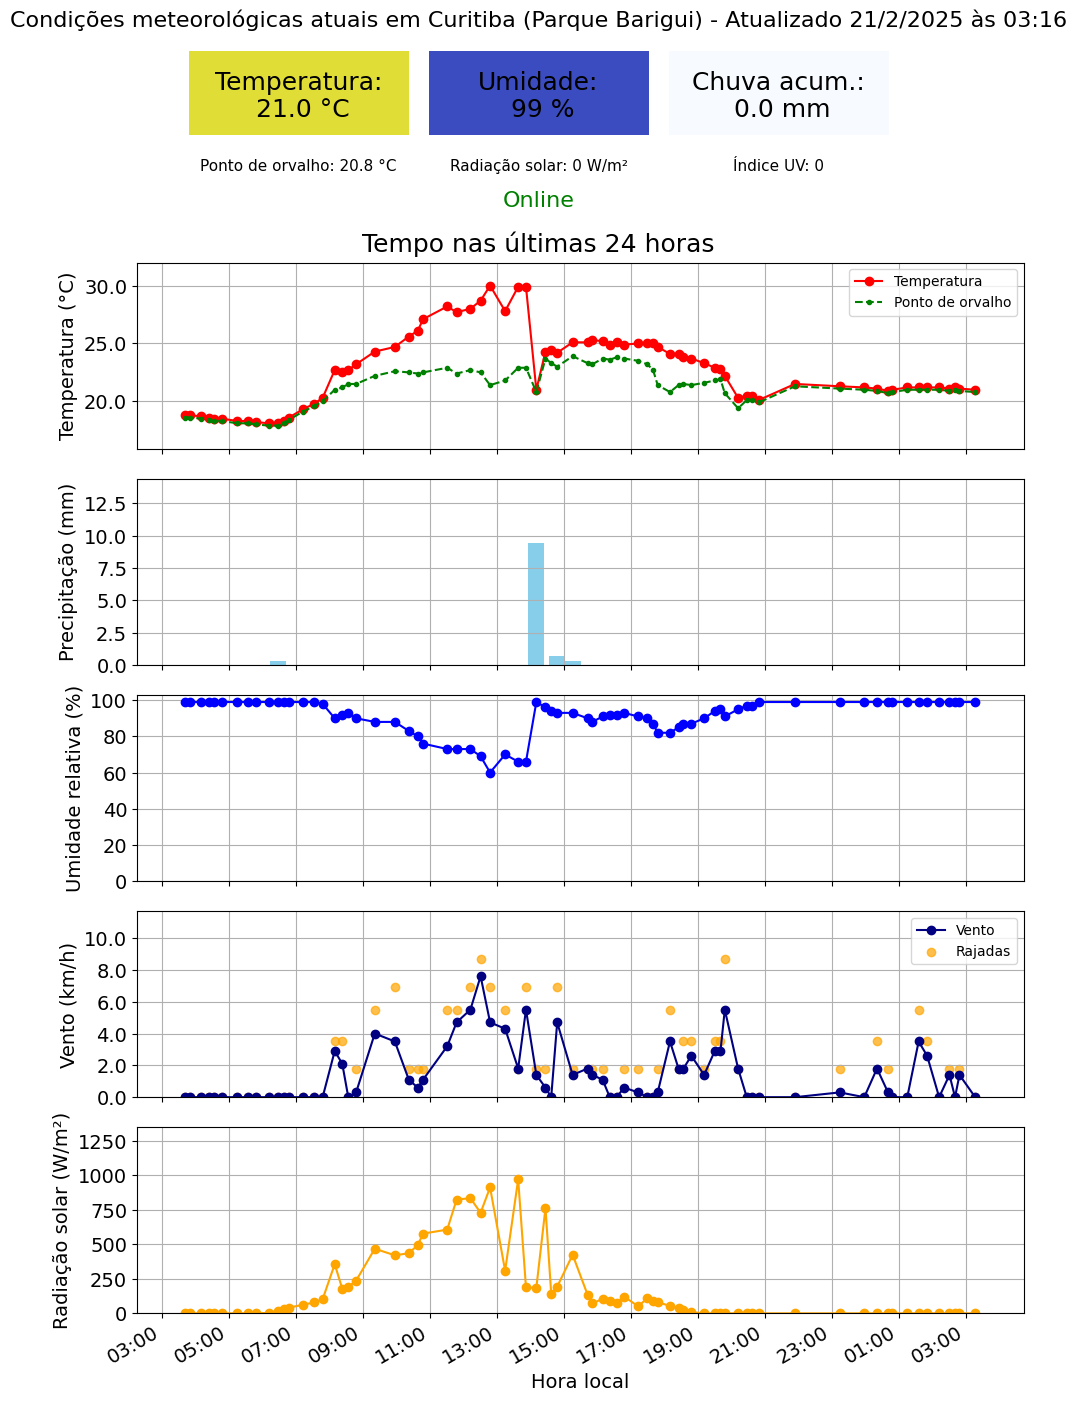 Condições meteorológicas atuais em Curitiba (Parque Barigui) - Atualizado 21/2/2025 às 03:16
Temperatura:
21.0 °C
Umidade:
99 %
Chuva acum.:
0.0 mm
Ponto de orvalho: 20.8 °C
Radiação solar: 0 W/m²
Índice UV: 0
Online
Tempo nas últimas 24 horas
Temperatura (°C)
30.0
25.0
20.0
Temperatura
Ponto de orvalho
Precipitação (mm)
12.5
10.0
7.5
5.0
2.5
0.0
Umidade relativa (%)
100
80
60
40
20
0
Vento (km/h)
10.0
8.0
6.0
4.0
2.0
0.0
Vento
Rajadas
Radiação solar (W/m²)
1250
1000
750
500
250
0
03:00 05:00 07:00 09:00 11:00 13:00 15:00 17:00 19:00 21:00 23:00 01:00 03:00
Hora local